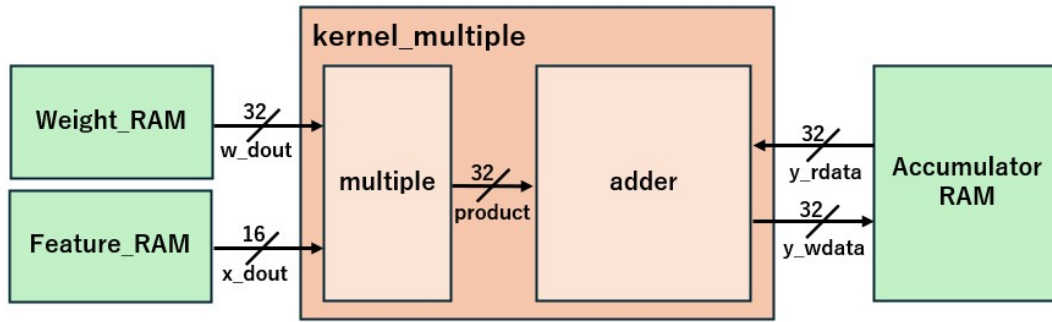 kernel_multiple
Weight_RAM
32
w_dout
Feature_RAM
16
x_dout
multiple
32
product
adder
32
y_rdata
32
y_wdata
Accumulator
RAM